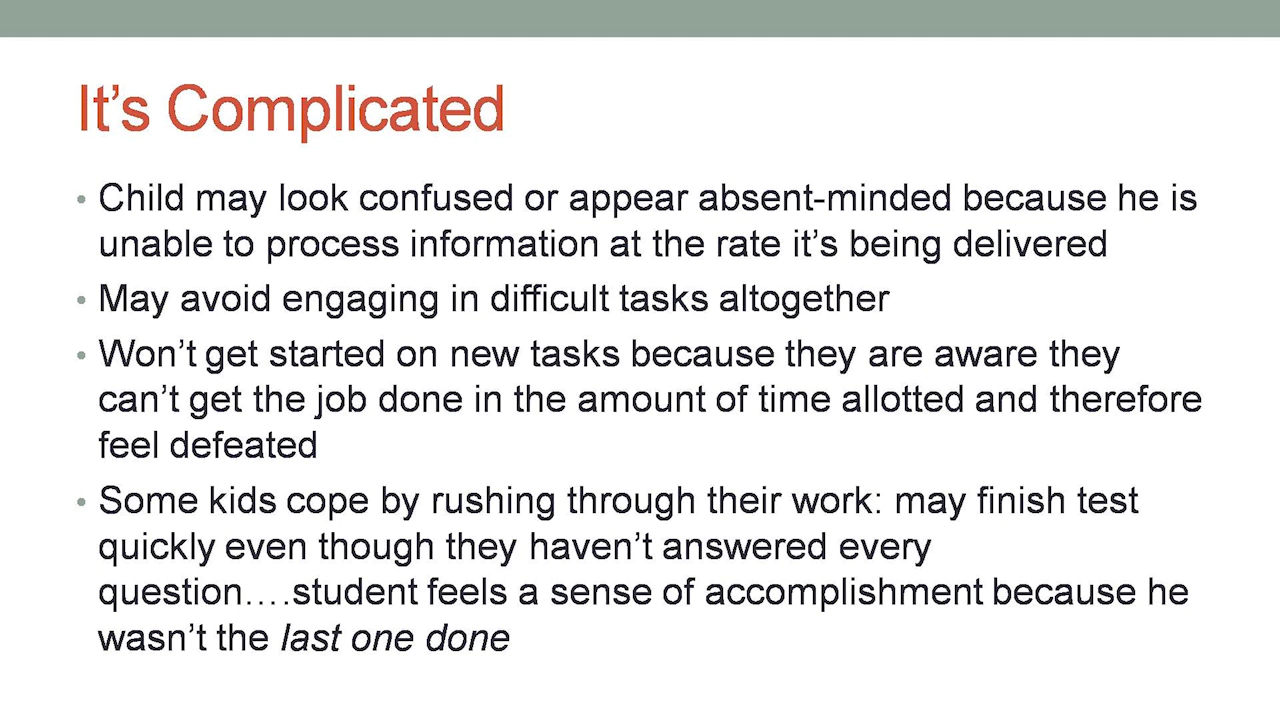 It’s Complicated
• Child may look confused or appear absent-minded because he is
unable to process information at the rate it’s being delivered
• May avoid engaging in difficult tasks altogether
• Won’t get started on new tasks because they are aware they
can’t get the job done in the amount of time allotted and therefore
feel defeated
• Some kids cope by rushing through their work: may finish test
quickly even though they haven’t answered every
question….student feels a sense of accomplishment because he
wasn’t the last one done